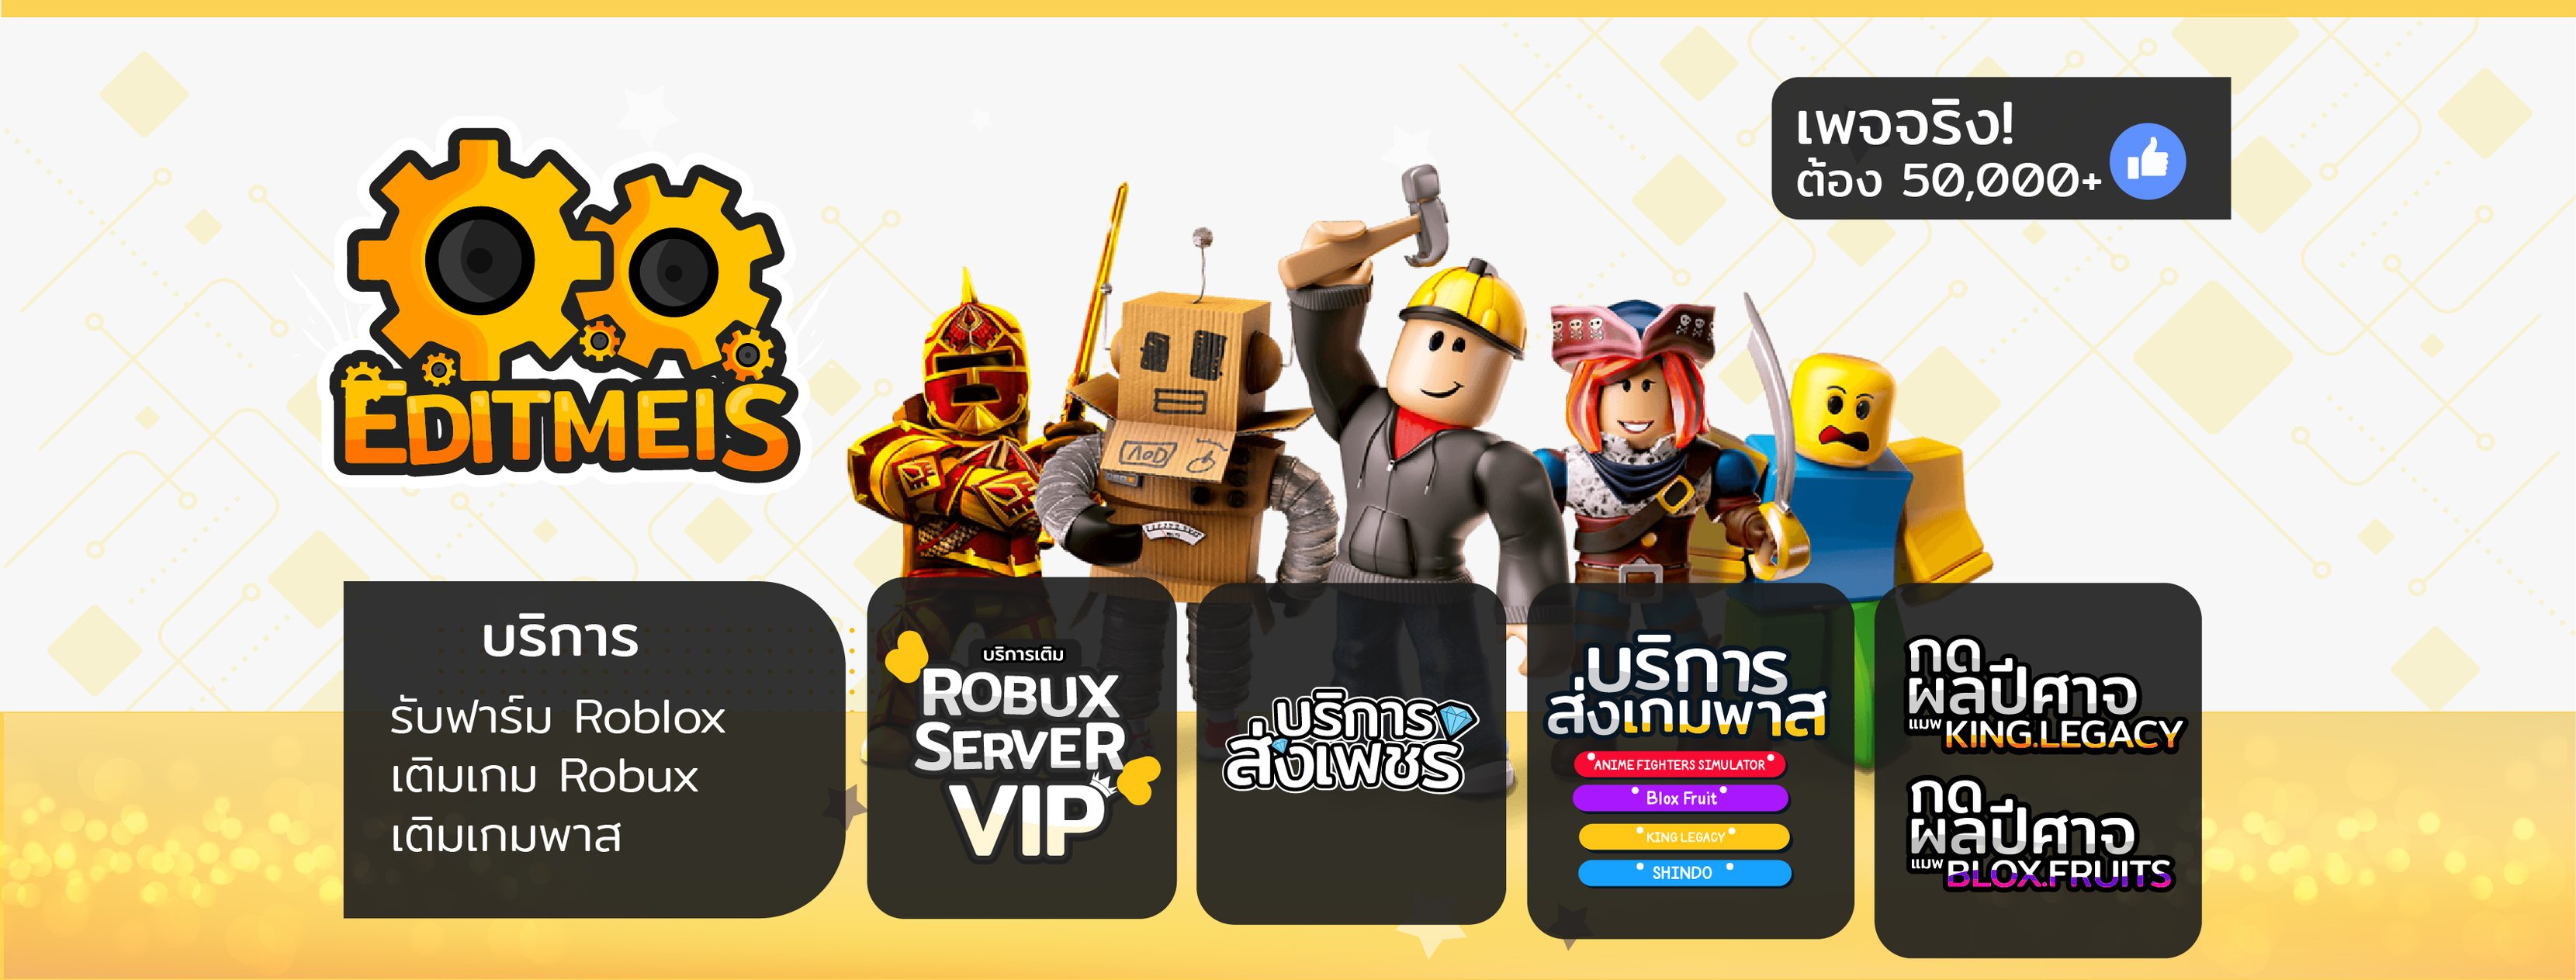 เพจจริง!
ต้อง 50,000+
EDITMEIS
บริการ
รับฟาร์ม Roblox
เติมเกม Robux
เติมเกมพาส
บริการเติม
ROBUX
SERVER
VIP
บริการ
ส่งเพชร
บริการ
ส่งเกมพาส
ANIME FIGHTERS SIMULATOR
Blox Fruit
KING LEGACY
SHINDO
กด
ผลปีศาจ
แมพ KING.LEGACY
กด
ผลปีศาจ
แมพ BLOX.FRUITS